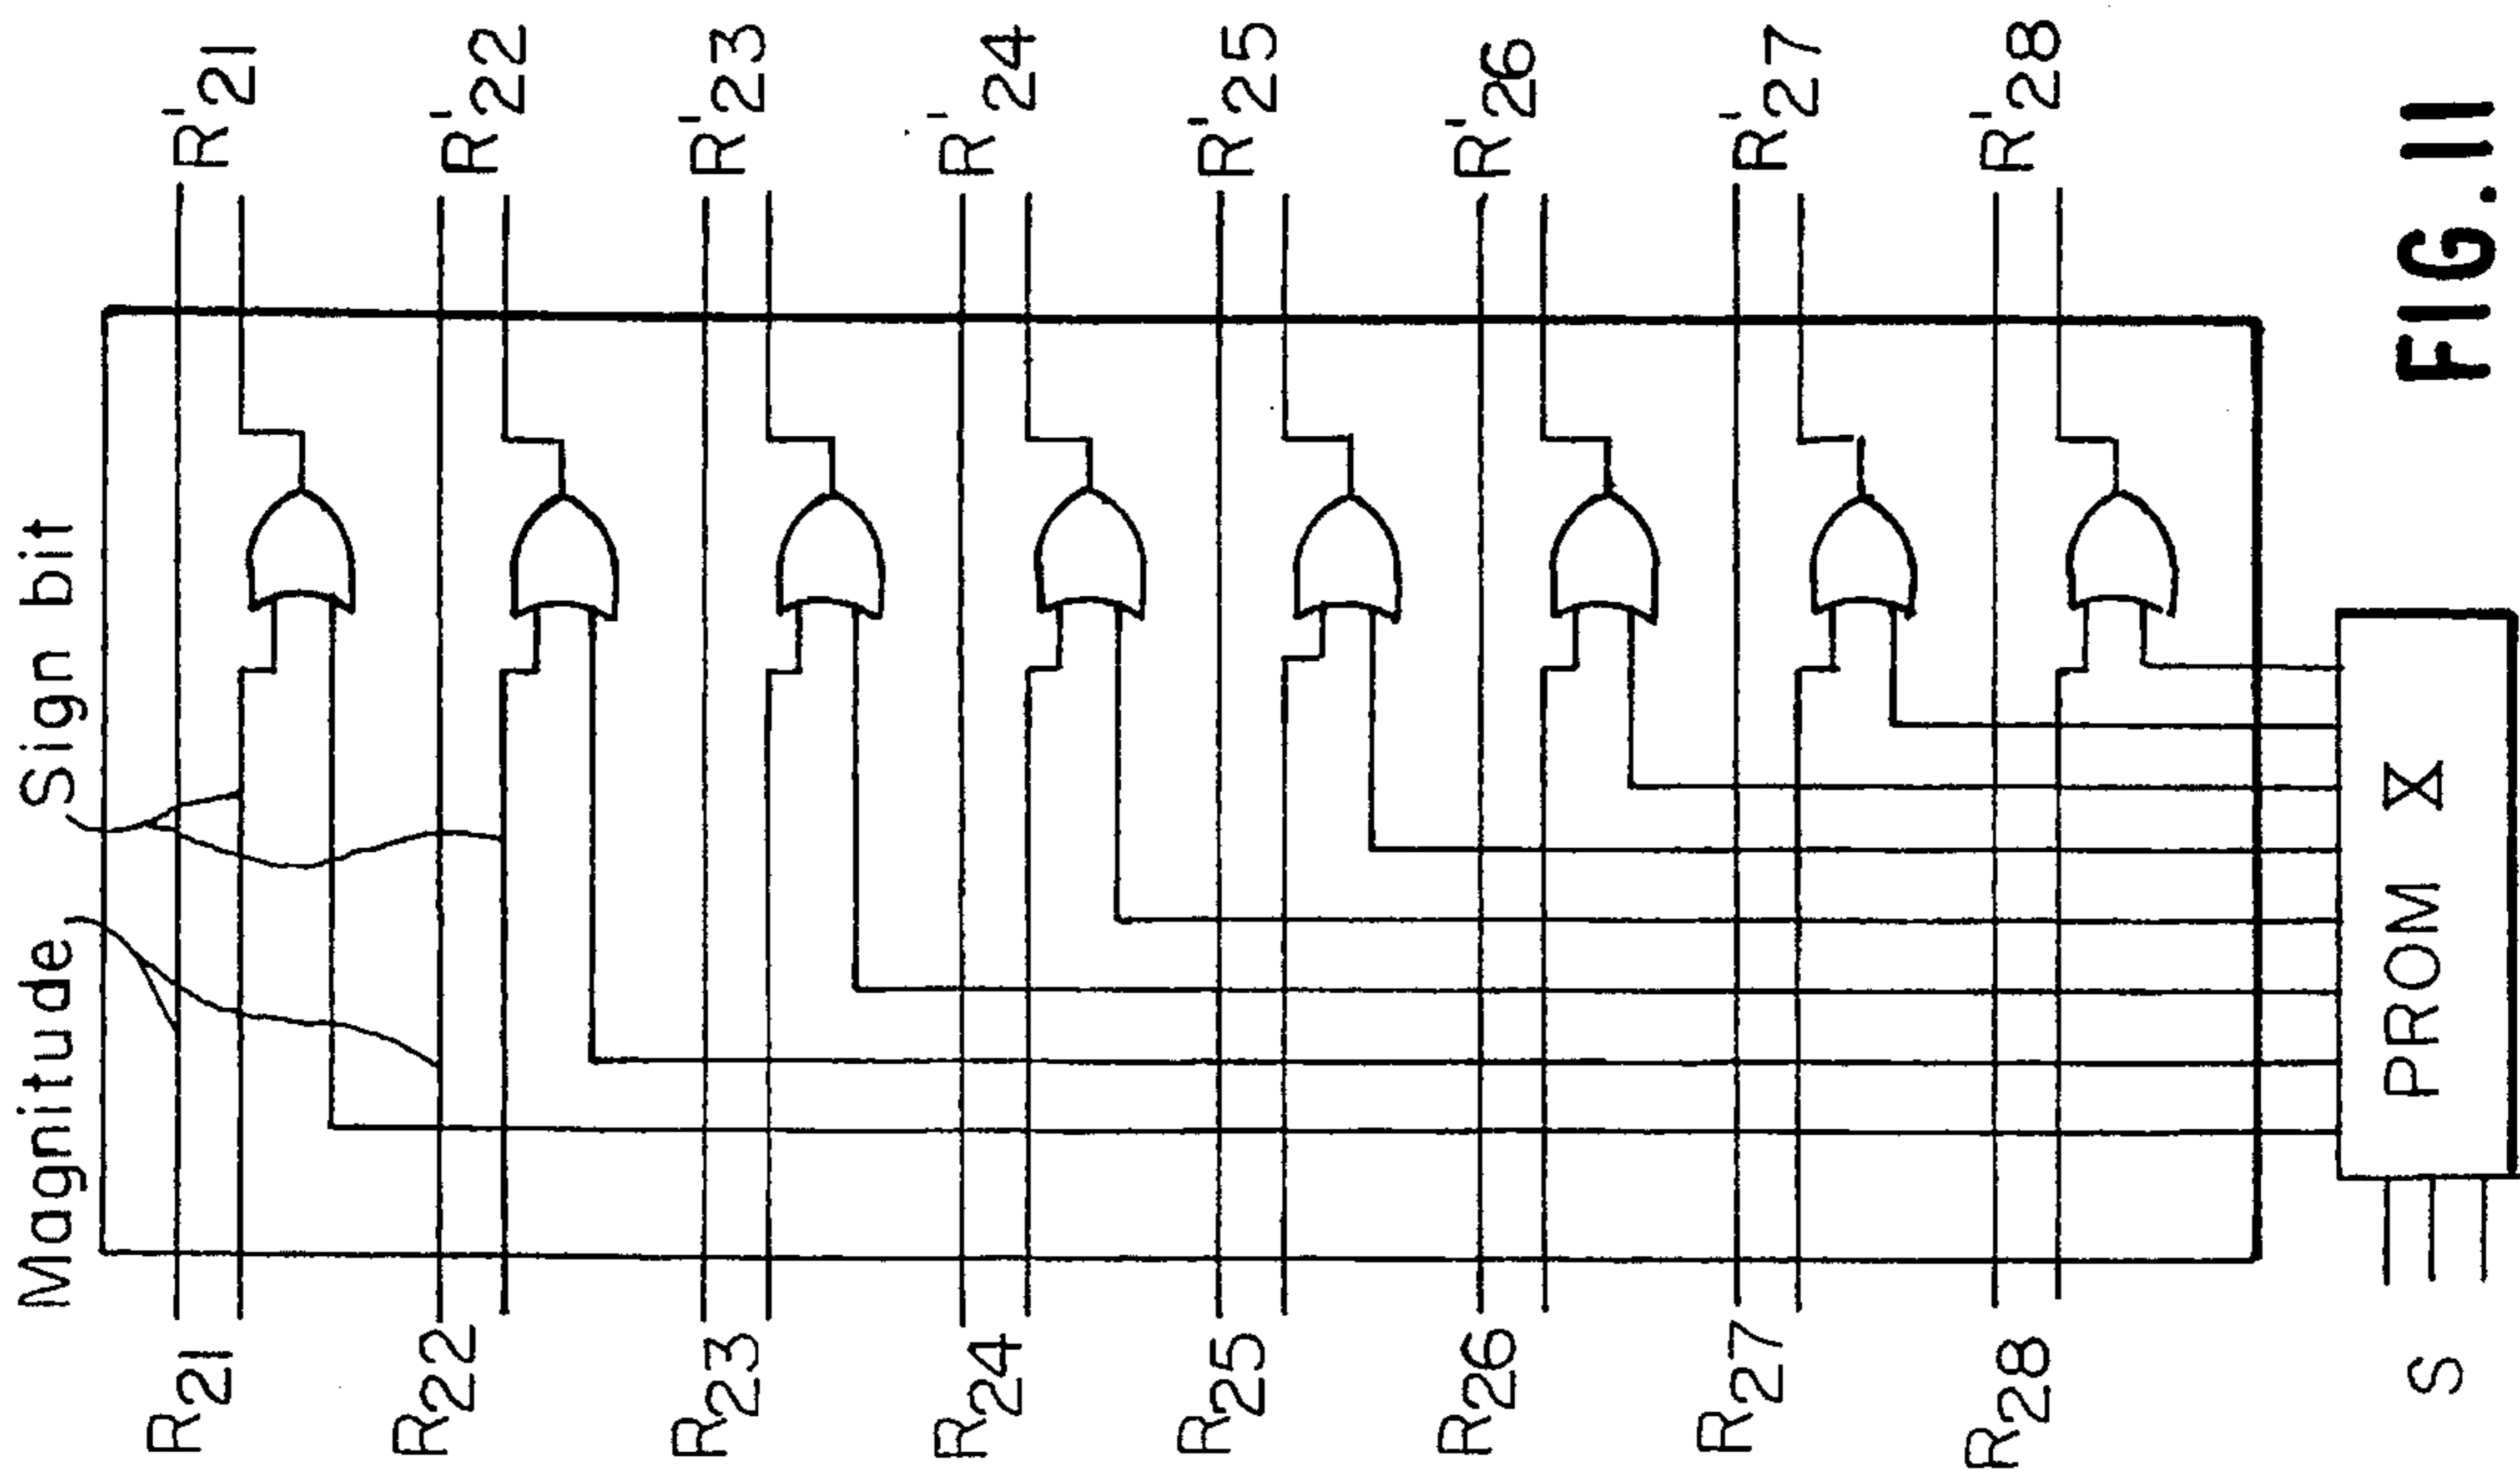 Magnitude
Sign bit
R21
R'21
R22
R'22
R23
R'23
R24
R'24
R25
R'25
R26
R'26
R27
R'27
R28
R'28
S
PROM X
FIG.11